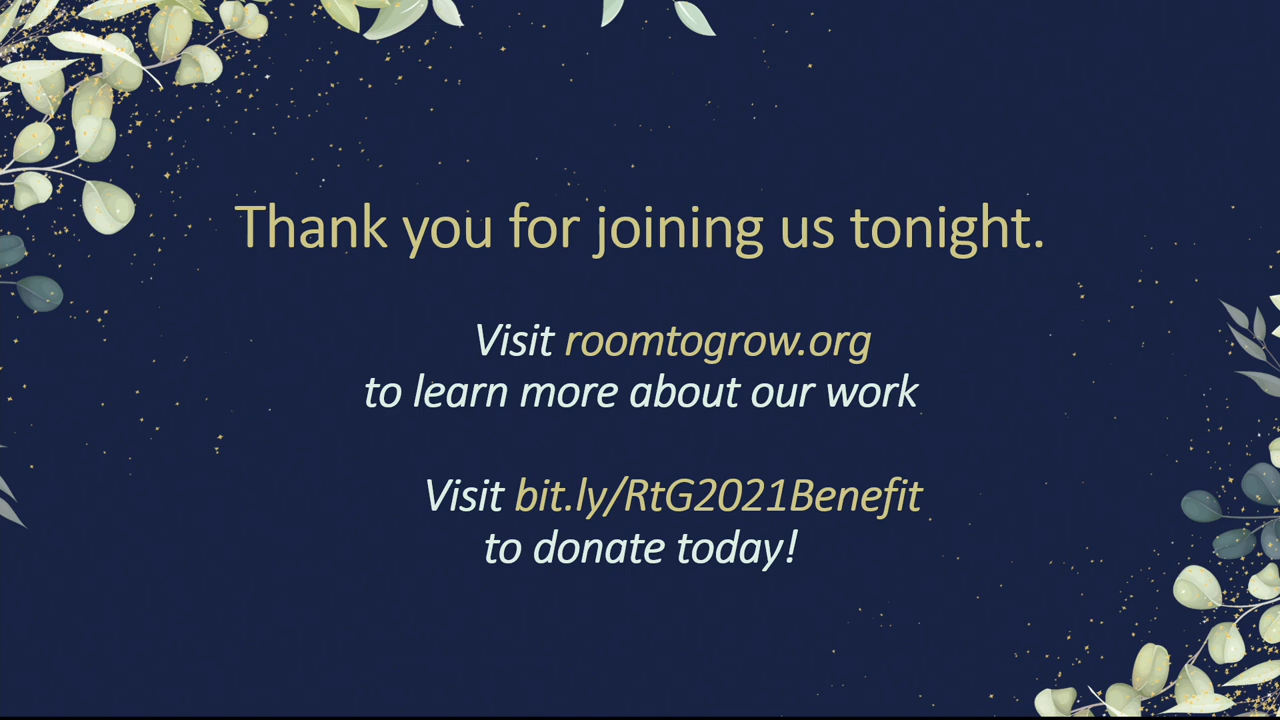 Thank you for joining us tonight.
Visit roomtogrow.org
to learn more about our work
Visit bit.ly/RtG2021Benefit
to donate today!